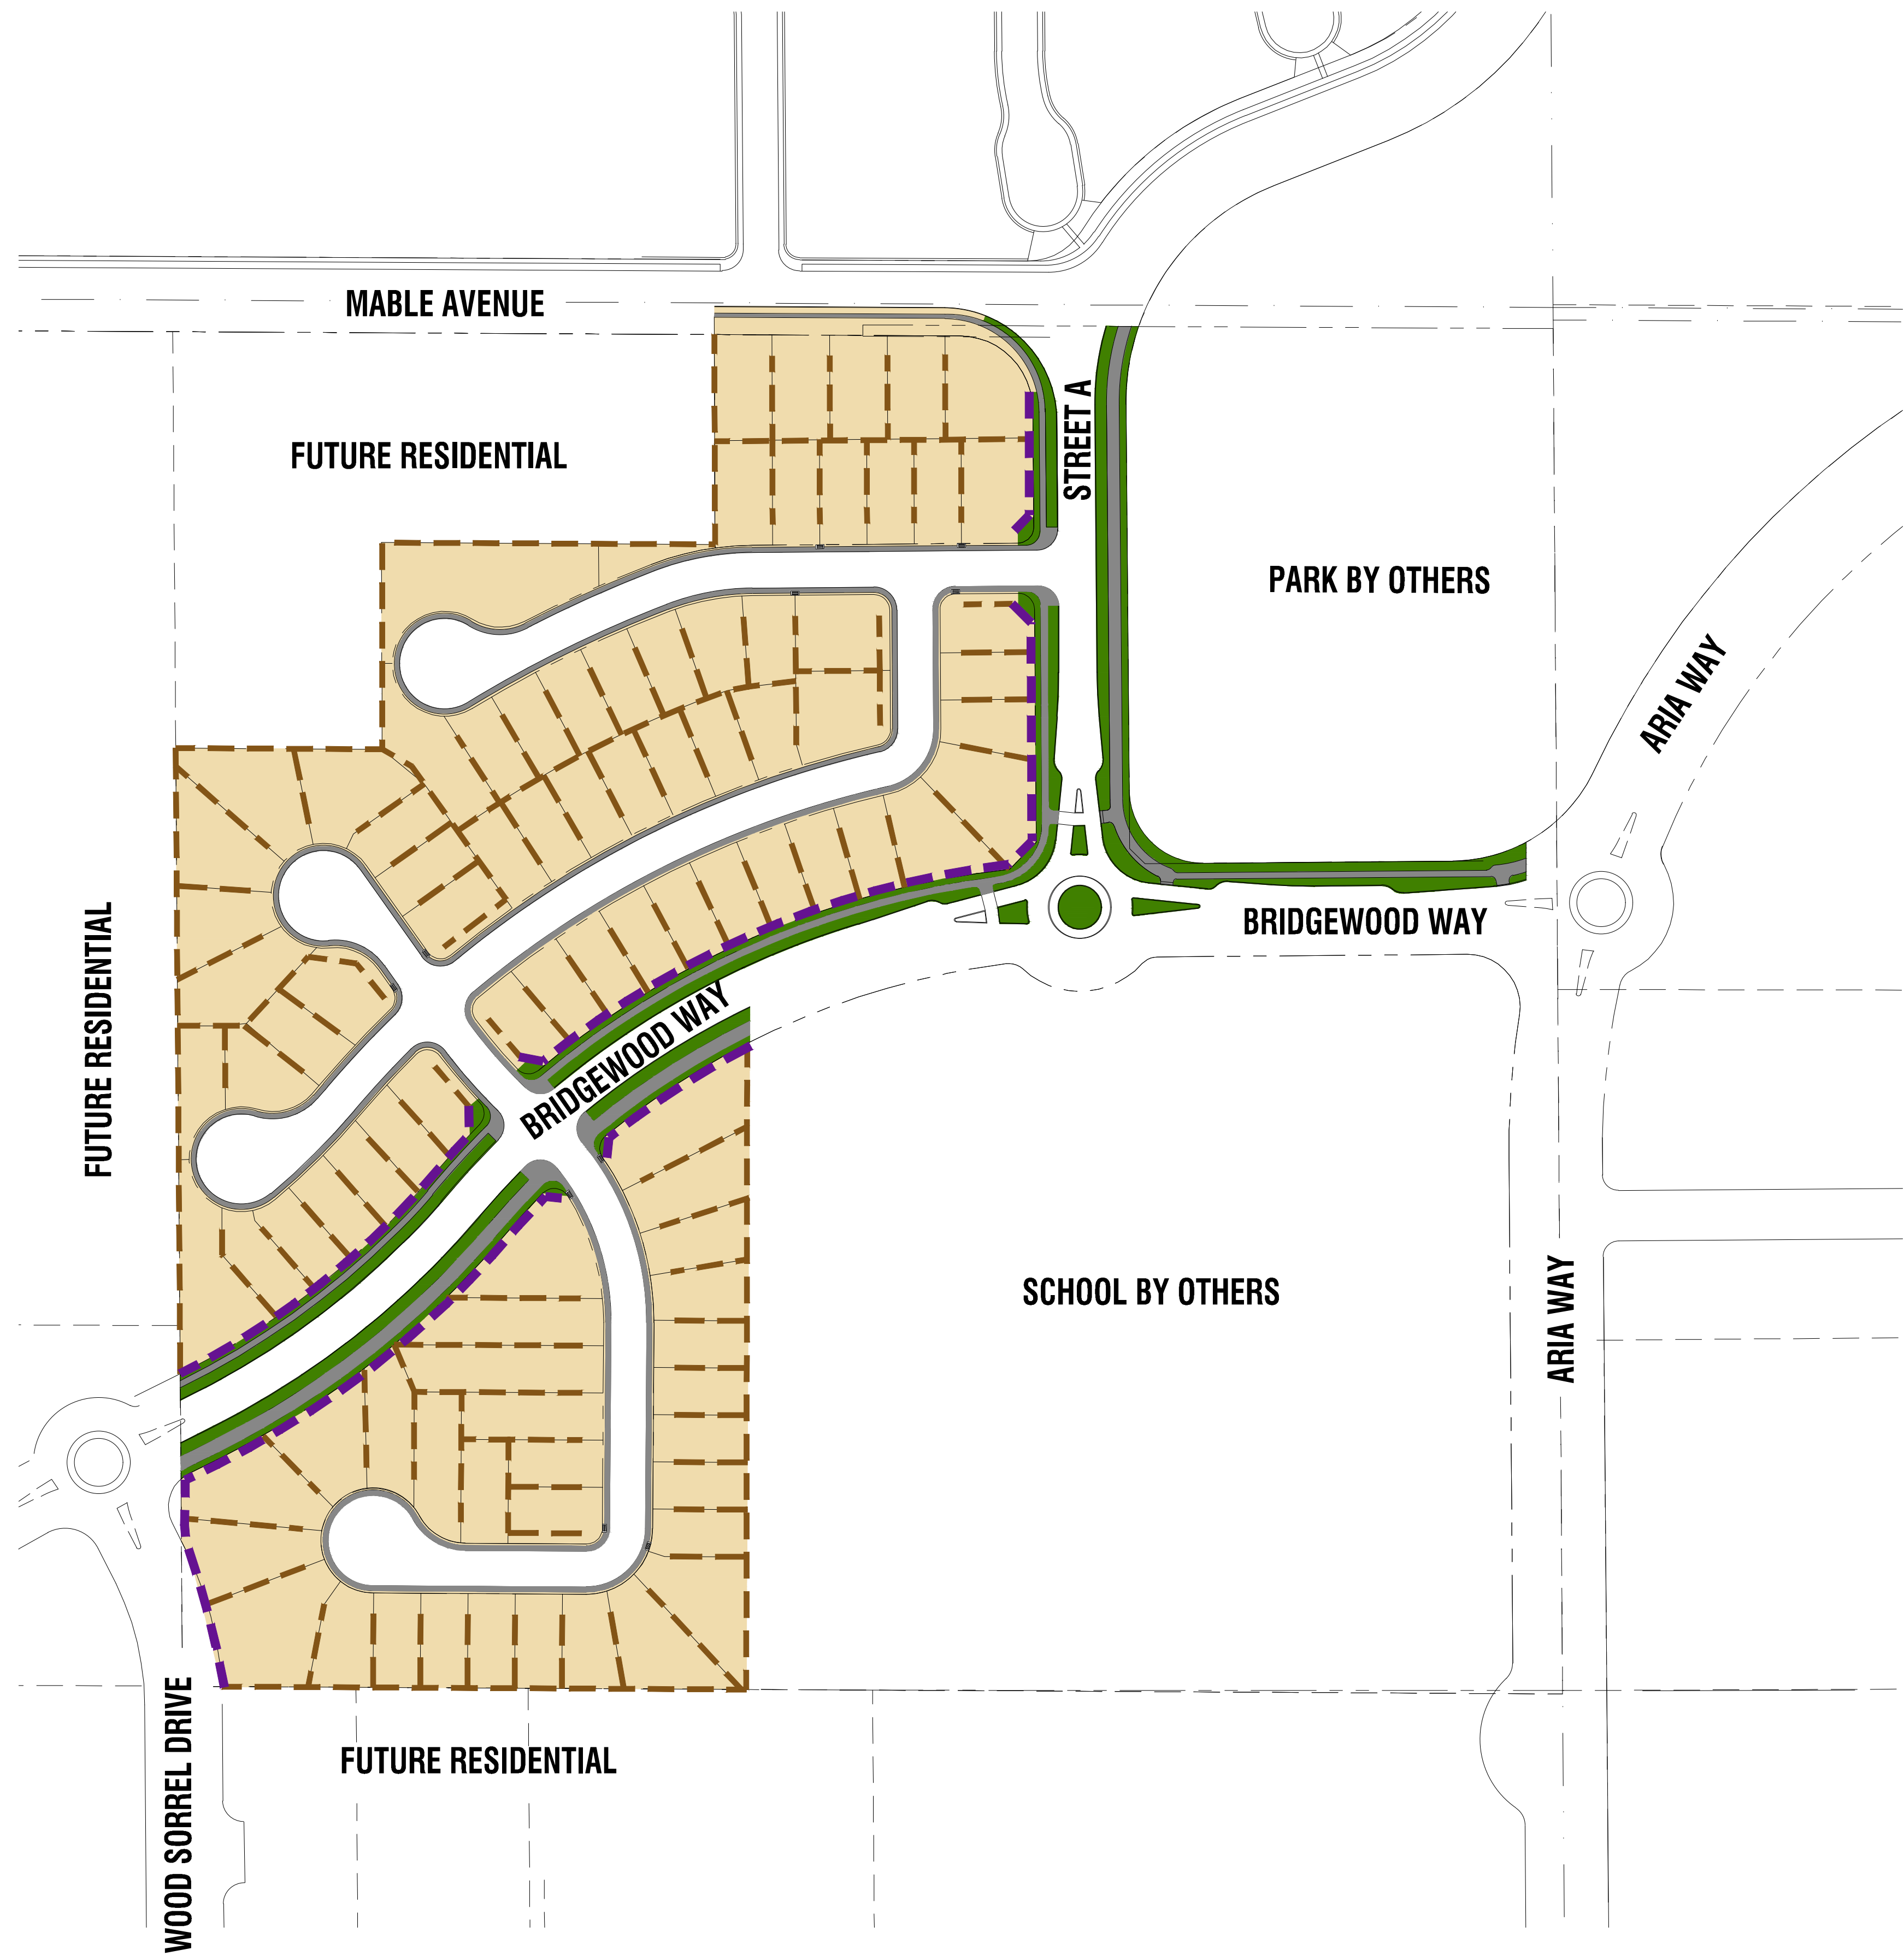 MABLE AVENUE
STREET A
FUTURE RESIDENTIAL
PARK BY OTHERS
ARIA WAY
BRIDGEWOOD WAY
FUTURE RESIDENTIAL
BRIDGEWOOD WAY
SCHOOL BY OTHERS
ARIA WAY
FUTURE RESIDENTIAL
WOOD SORREL DRIVE